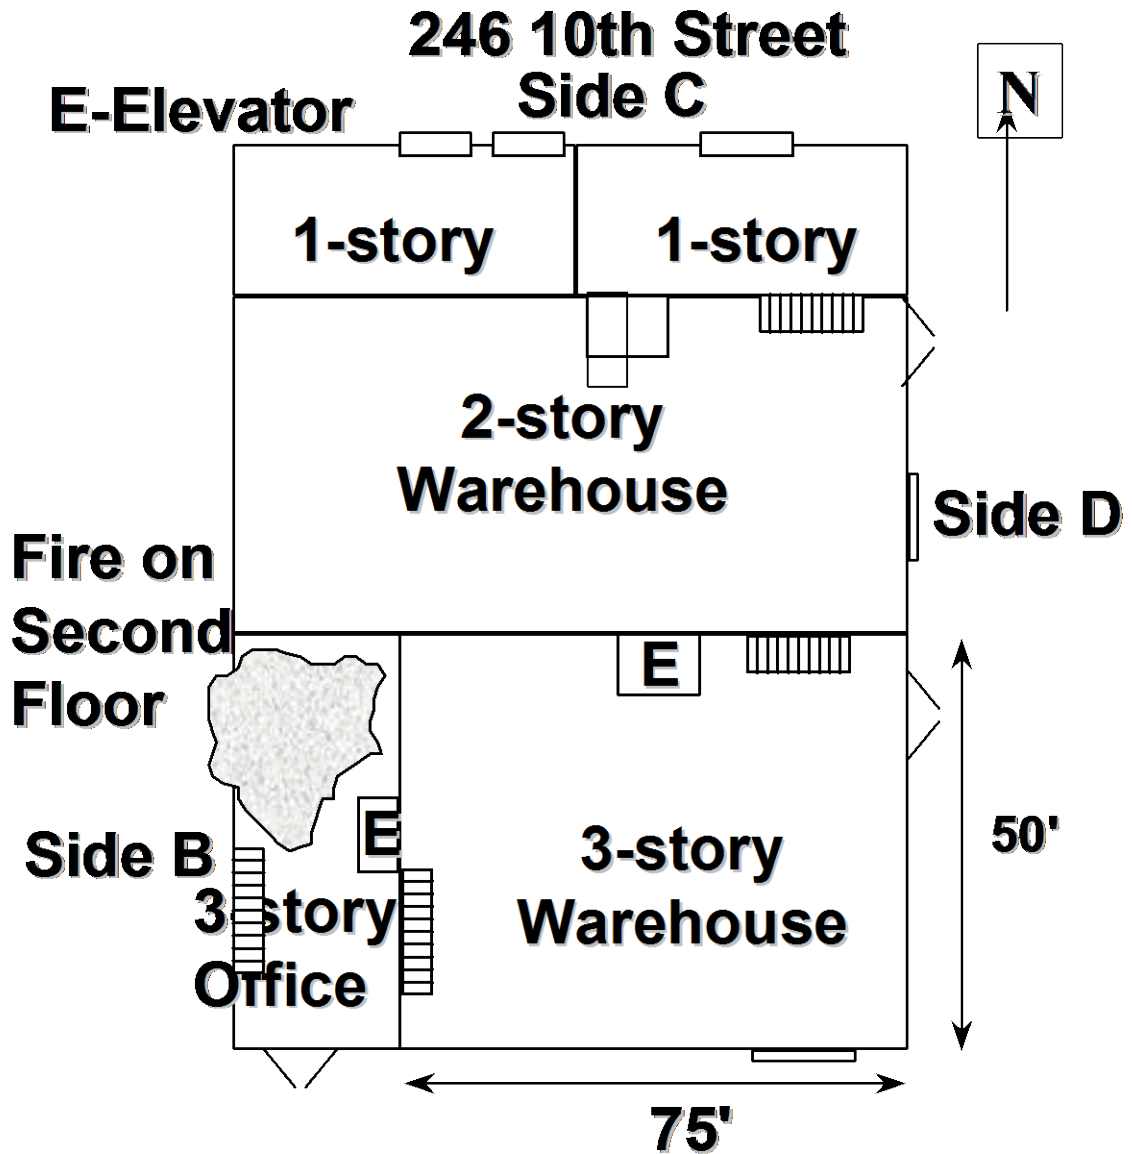 246 10th Street
Side C
N
E-Elevator
1-story
1-story
2-story
Warehouse
Side D
Fire on
Second
Floor
E
E
Side B
3-story
Office
3-story
Warehouse
50'
75'